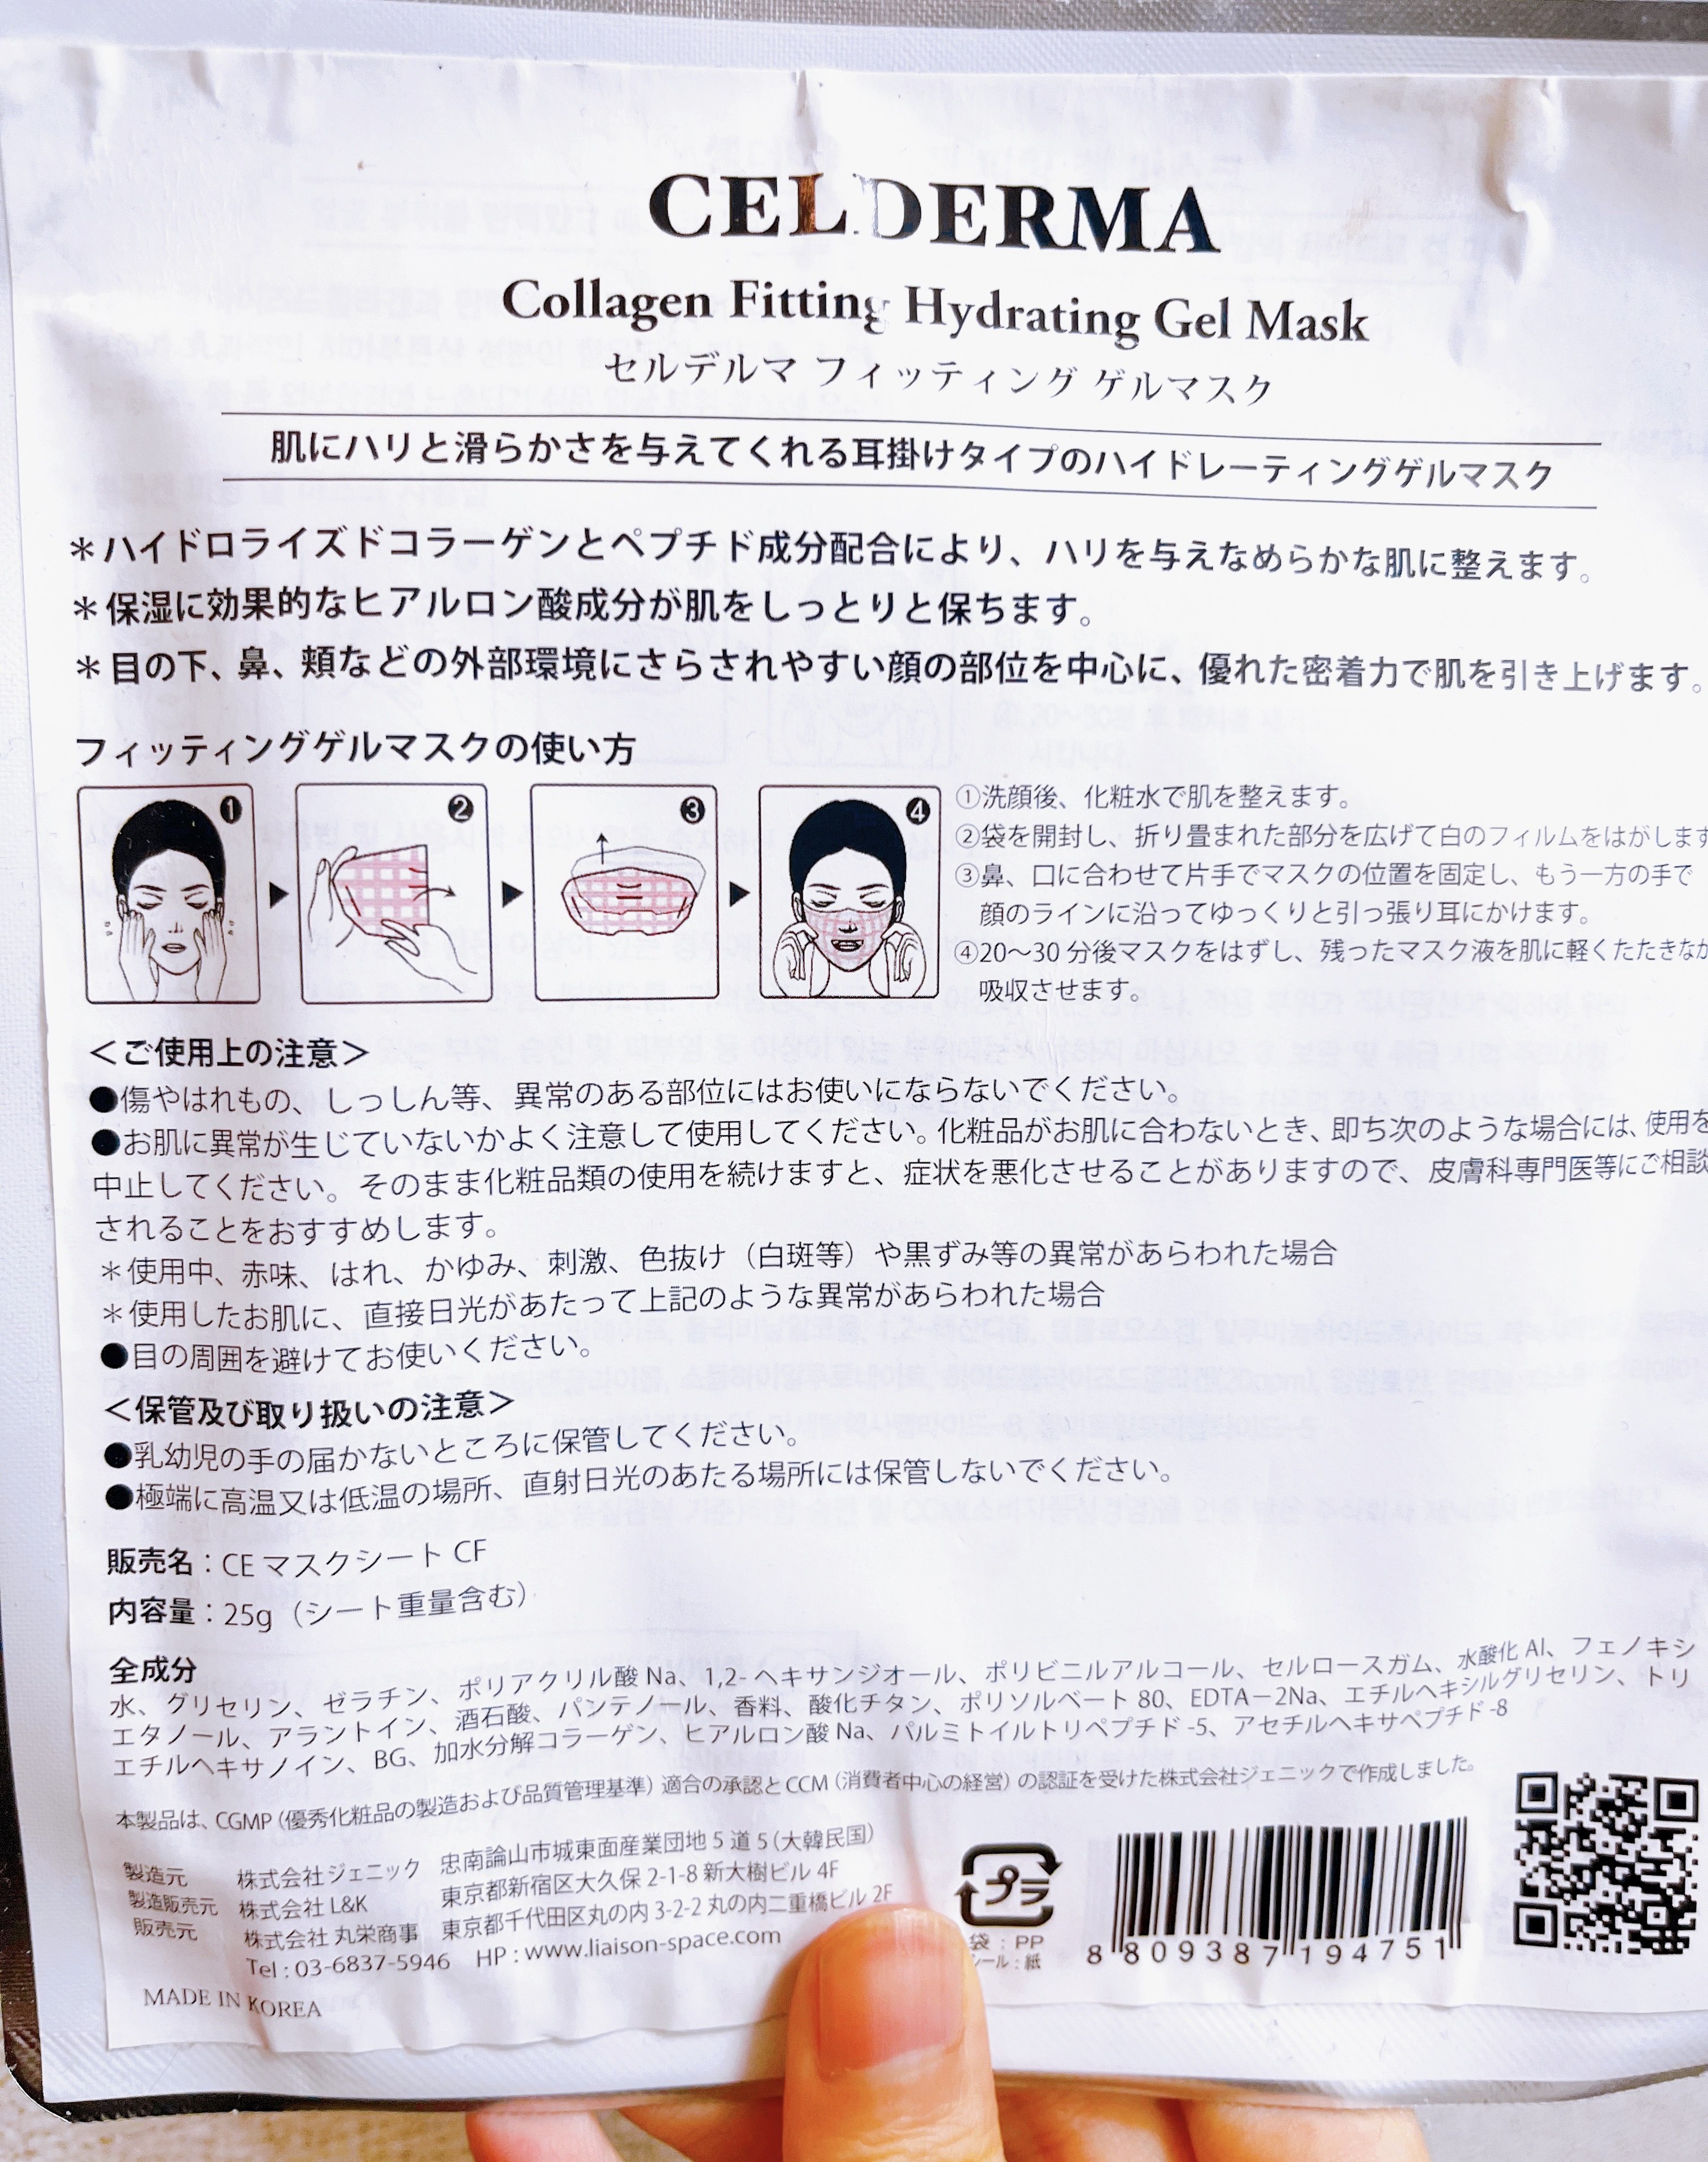 CELDERMA
Collagen Fitting Hydrating Gel Mask
セルデルマ フィッティング ゲルマスク
肌にハリと滑らかさを与えてくれる耳掛けタイプのハイドレーティングゲルマスク
＊ハイドロライズドコラーゲンとペプチド成分配合により、ハリを与えなめらかな肌に整えます。
＊保湿に効果的なヒアルロン酸成分が肌をしっとりと保ちます。
＊目の下、鼻、頬などの外部環境にさらされやすい顔の部位を中心に、優れた密着力で肌を引き上げます。
フィッティングゲルマスクの使い方
❶ ❷ ❸ ❹
①洗顔後、化粧水で肌を整えます。
②袋を開封し、折り畳まれた部分を広げて白のフィルムをはがします
③鼻、口に合わせて片手でマスクの位置を固定し、もう一方の手で
顔のラインに沿ってゆっくりと引っ張り耳にかけます。
④20～30 分後マスクをはずし、残ったマスク液を肌に軽くたたきなが
吸収させます。
＜ご使用上の注意＞
●傷やはれもの、しっしん等、異常のある部位にはお使いにならないでください。
●お肌に異常が生じていないかよく注意して使用してください。化粧品がお肌に合わないとき、即ち次のような場合には、使用を
中止してください。そのまま化粧品類の使用を続けますと、症状を悪化させることがありますので、皮膚科専門医等にご相談
されることをおすすめします。
＊使用中、赤味、はれ、かゆみ、刺激、色抜け（白斑等）や黒ずみ等の異常があらわれた場合
＊使用したお肌に、直接日光があたって上記のような異常があらわれた場合
●目の周囲を避けてお使いください。
＜保管及び取り扱いの注意＞
●乳幼児の手の届かないところに保管してください。
●極端に高温又は低温の場所、直射日光のあたる場所には保管しないでください。
販売名：CE マスクシート CF
内容量：25g（シート重量含む）
全成分
水、グリセリン、ゼラチン、ポリアクリル酸 Na、1,2- ヘキサンジオール、ポリビニルアルコール、セルロースガム、水酸化 Al、フェノキシ
エタノール、アラントイン、酒石酸、パンテノール、香料、酸化チタン、ポリソルベート 80、EDTA－2Na、エチルヘキシルグリセリン、トリ
エチルヘキサノイン、BG、加水分解コラーゲン、ヒアルロン酸 Na、パルミトイルトリペプチド -5、アセチルヘキサペプチド -8
本製品は、CGMP（優秀化粧品の製造および品質管理基準）適合の承認と CCM（消費者中心の経営）の認証を受けた株式会社ジェニックで作成しました。
製造元 株式会社ジェニック 忠南論山市城東面産業団地 5 道 5（大韓民国）
製造販売元 株式会社 L&K 東京都新宿区大久保 2-1-8 新大樹ビル 4F
販売元 株式会社 丸栄商事 東京都千代田区丸の内 3-2-2 丸の内二重橋ビル 2F
Tel : 03-6837-5946 HP : www.liaison-space.com
MADE IN KOREA
プラ
袋 : PP
ール : 紙
8 809387 194751